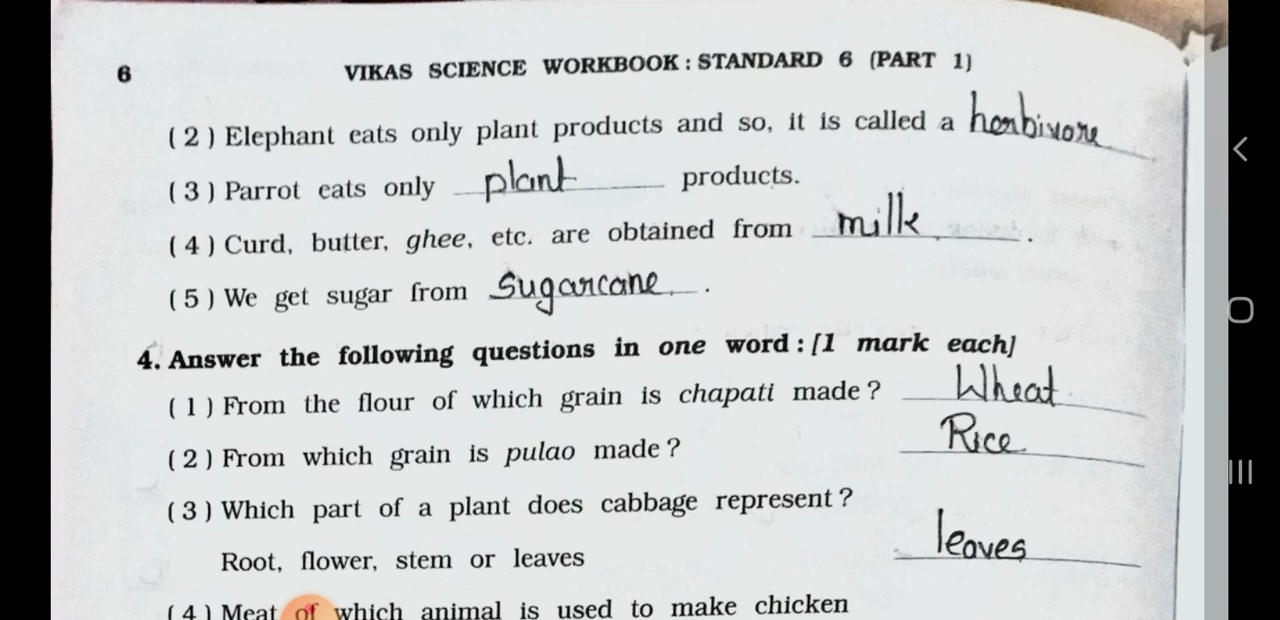 6 VIKAS SCIENCE WORKBOOK : STANDARD 6 (PART 1)
( 2 ) Elephant eats only plant products and so, it is called a herbivore
( 3 ) Parrot eats only plant products.
( 4 ) Curd, butter, ghee, etc. are obtained from milk .
( 5 ) We get sugar from Sugarcane .
4. Answer the following questions in one word : [1 mark each]
( 1 ) From the flour of which grain is chapati made ? Wheat
( 2 ) From which grain is pulao made ? Rice
( 3 ) Which part of a plant does cabbage represent ?
Root, flower, stem or leaves leaves
( 4 ) Meat of which animal is used to make chicken